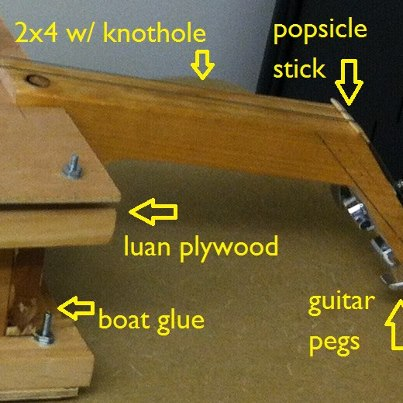 2x4 w/ knothole
popsicle
stick
luan plywood
boat glue
guitar
pegs